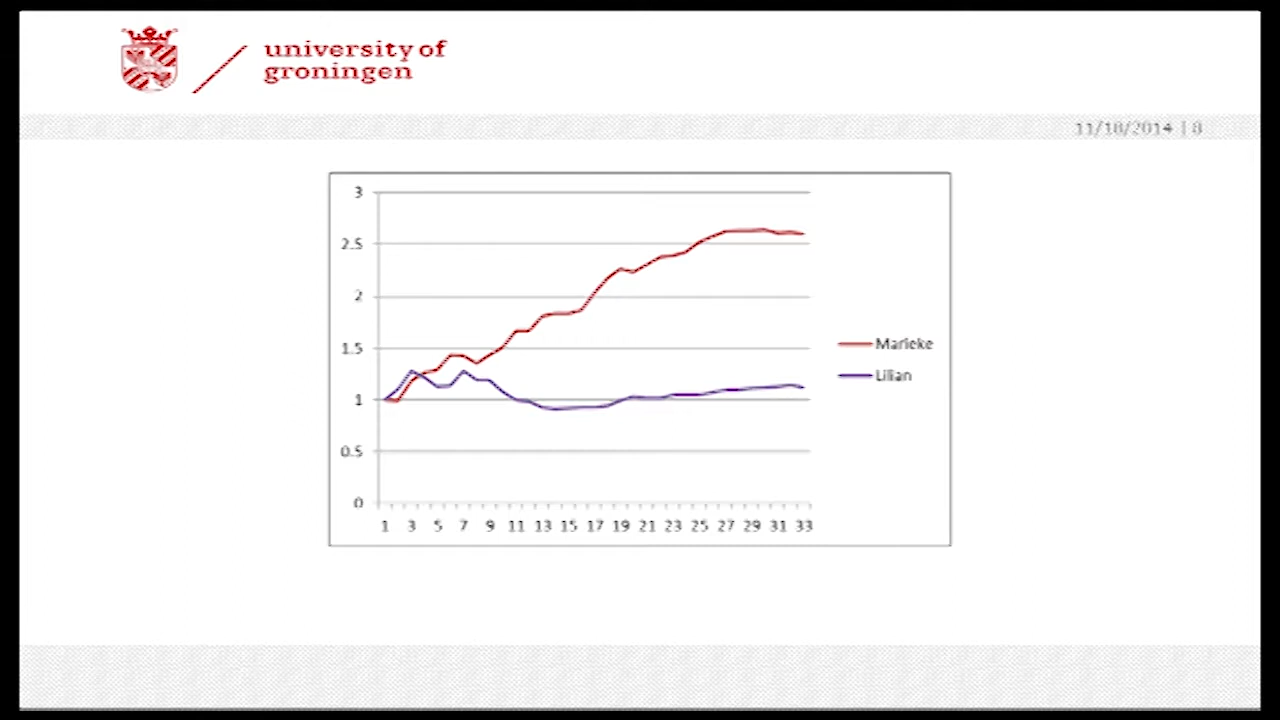 university of
groningen
11/18/2014 | 8
3
2.5
2
1.5
1
0.5
0
1 3 5 7 9 11 13 15 17 19 21 23 25 27 29 31 33
Marieke
Lilian